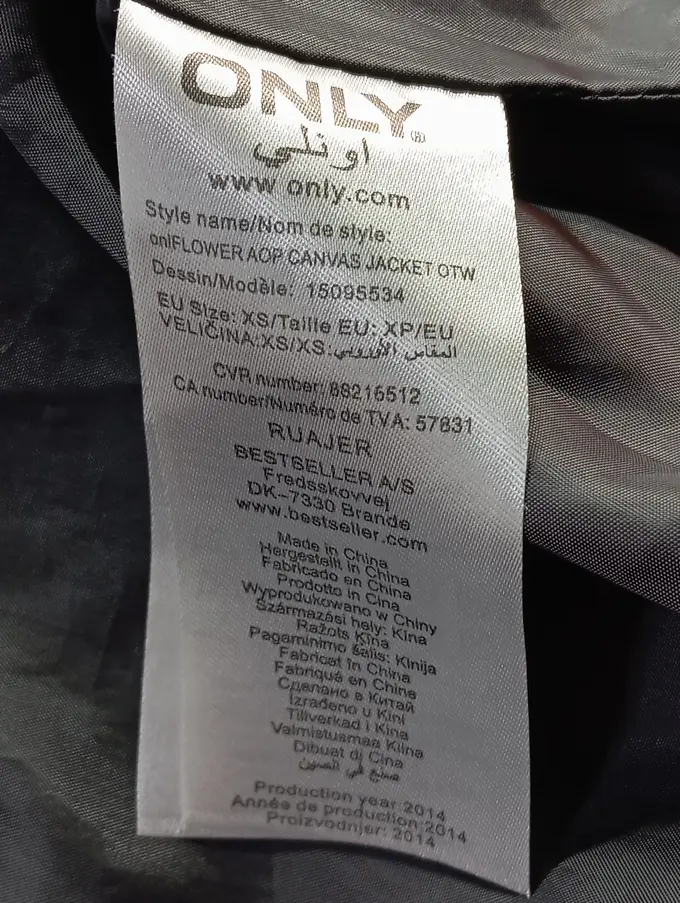 ONLY®
اونلي
www only.com
Style name/Nom de style:
onlFLOWER AOP CANVAS JACKET OTW
Dessin/Modèle: 15095534
EU Size: XS/Taille EU: XP/EU
VELIČINA:XS/XS:المقاس الأوروبي
CVR number: 88216512
CA number/Numéro de TVA: 57831
RUAJER
BESTSELLER A/S
Fredsskovvej
DK-7330 Brande
www.bestseller.com
Made in China
Hergestellt in China
Fabricado en China
Prodotto in Cina
Wyprodukowano w Chiny
Származási hely: Kína
Ražots Ķīna
Pagaminimo šalis: Kinija
Fabricat în China
Fabriqué en Chine
Сделано в Китай
Izrađeno u Kini
Tillverkad i Kina
Valmistusmaa Kiina
Dibuat di Cina
صنع في الصين
Production year:2014
Année de production:2014
Proizvodnjer: 2014